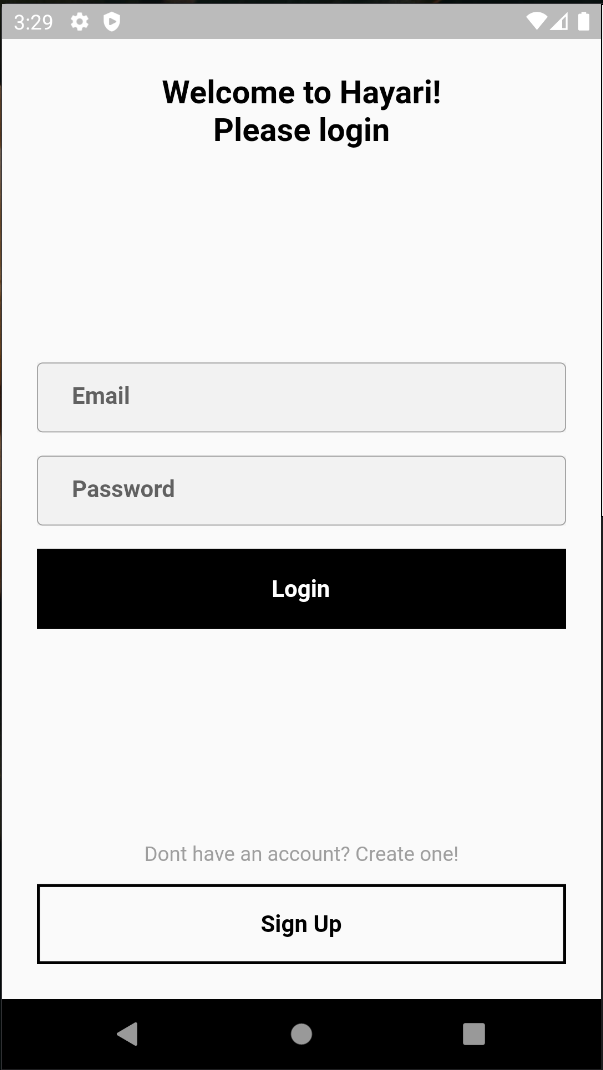 3:29
Welcome to Hayari!
Please login
Email
Password
Login
Dont have an account? Create one!
Sign Up